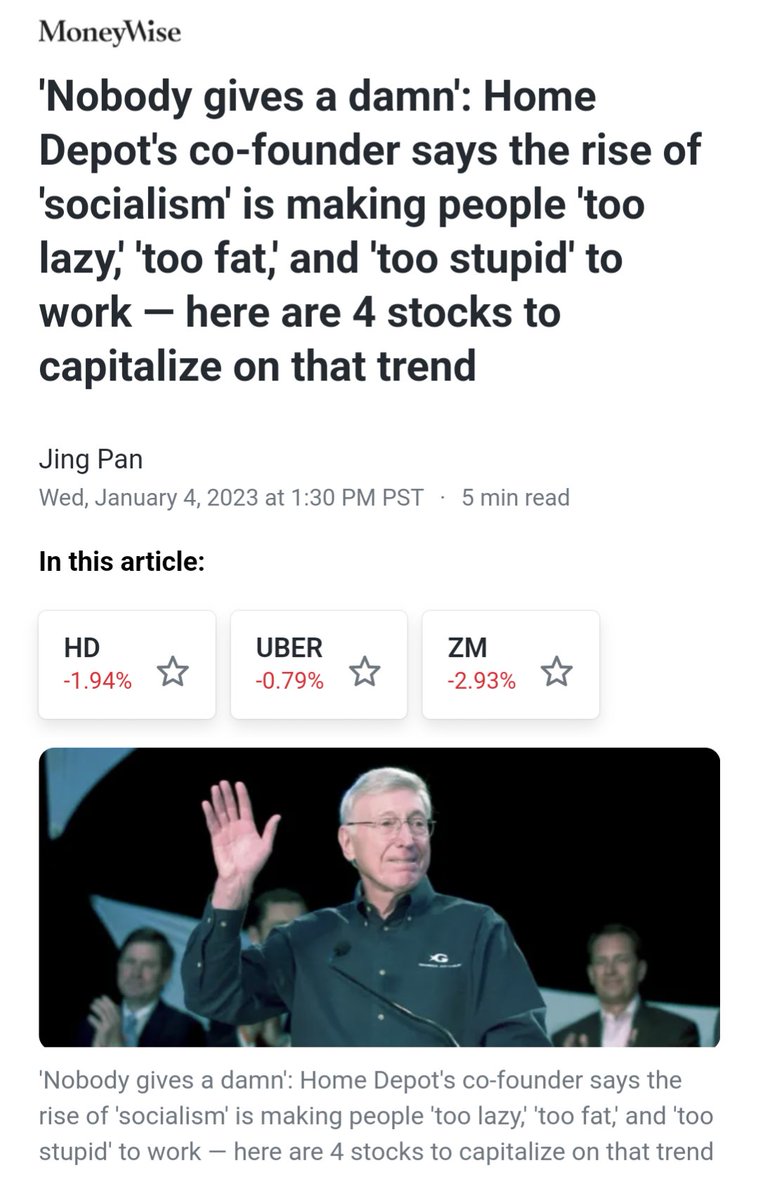 MoneyWise
'Nobody gives a damn': Home
Depot's co-founder says the rise of
'socialism' is making people 'too
lazy,' 'too fat,' and 'too stupid' to
work — here are 4 stocks to
capitalize on that trend
Jing Pan
Wed, January 4, 2023 at 1:30 PM PST · 5 min read
In this article:
HD
-1.94%
UBER
-0.79%
ZM
-2.93%
G
'Nobody gives a damn': Home Depot's co-founder says the
rise of 'socialism' is making people 'too lazy,' 'too fat,' and 'too
stupid' to work — here are 4 stocks to capitalize on that trend